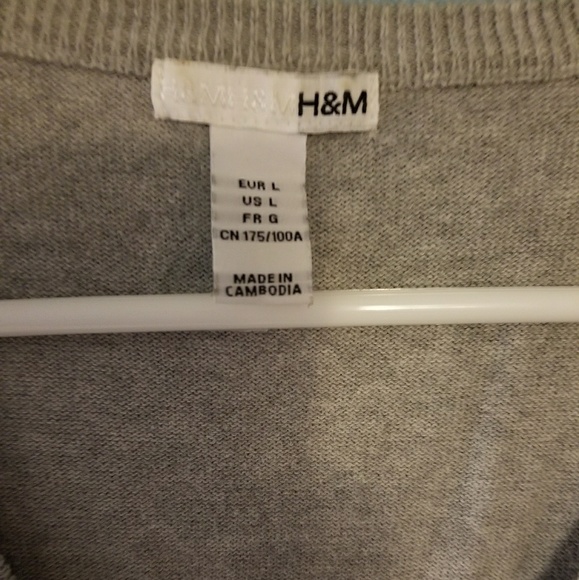 H&M H&M H&M
EUR L
US L
FR G
CN 175/100A
MADE IN
CAMBODIA